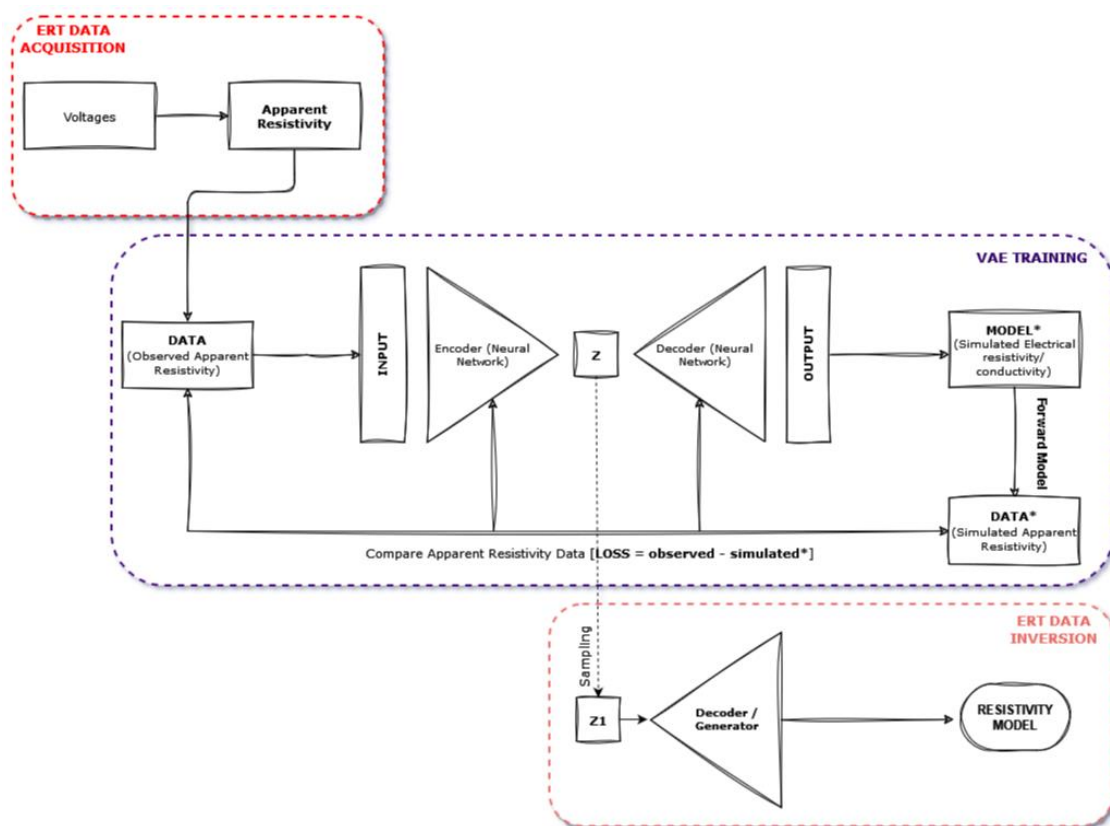 ERT DATA
ACQUISITION
Voltages
Apparent
Resistivity
VAE TRAINING
DATA
(Observed Apparent
Resistivity)
INPUT
Encoder (Neural
Network)
Z
Decoder (Neural
Network)
OUTPUT
MODEL*
(Simulated Electrical
resistivity/
conductivity)
Forward Model
DATA*
(Simulated Apparent
Resistivity)
Compare Apparent Resistivity Data [LOSS = observed - simulated*]
Sampling
ERT DATA
INVERSION
Z1
Decoder /
Generator
RESISTIVITY
MODEL